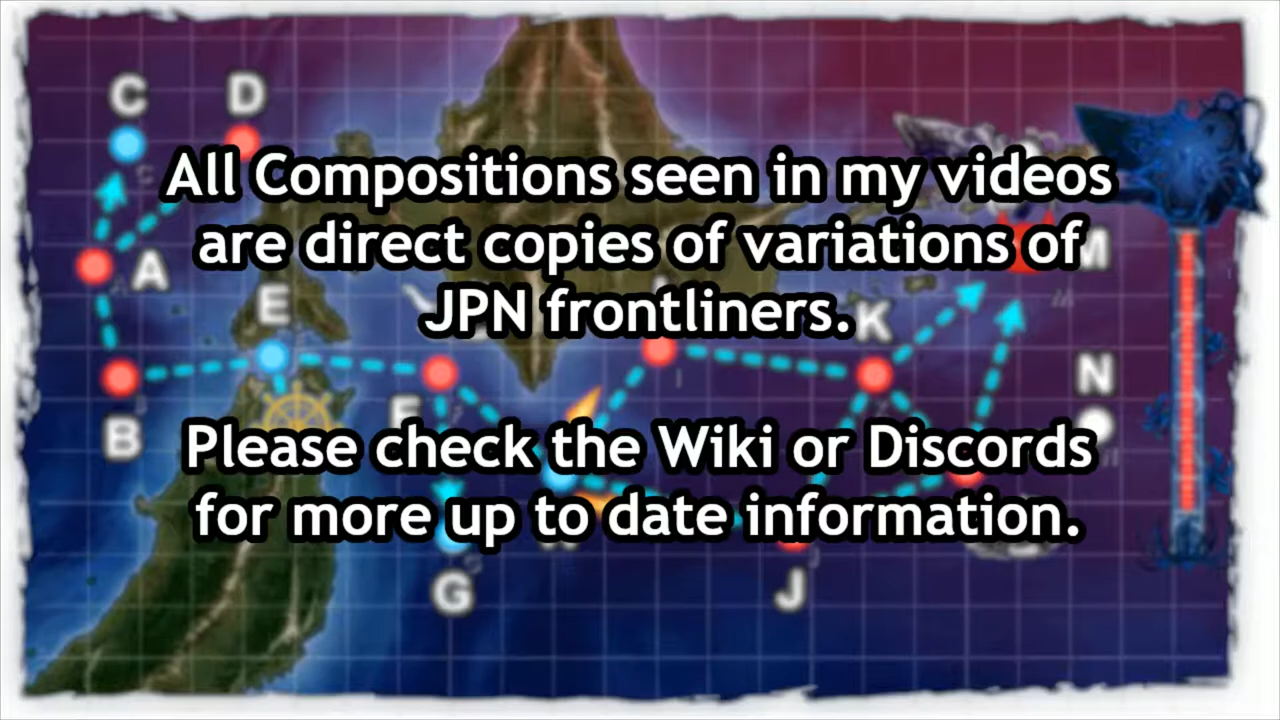 C
D
All Compositions seen in my videos
are direct copies of variations of
JPN frontliners.
A
M
E
K
N
B
F
Please check the Wiki or Discords
for more up to date information.
G
J